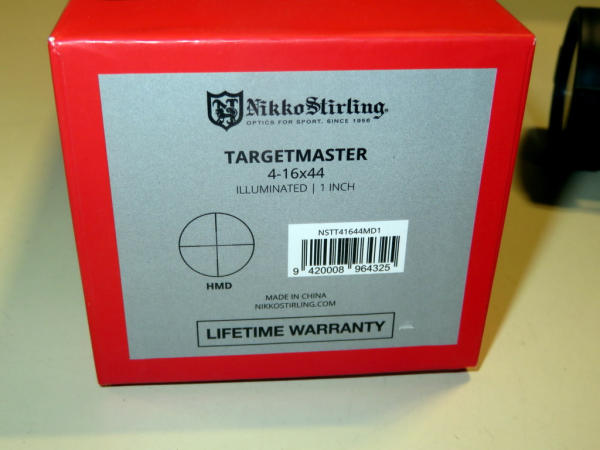 NikkoStirling.
OPTICS FOR SPORT. SINCE 1956
TARGETMASTER
4-16x44
ILLUMINATED | 1 INCH
NSTT41644MD1
9 420008 964325
HMD
MADE IN CHINA
NIKKOSTIRLING.COM
LIFETIME WARRANTY